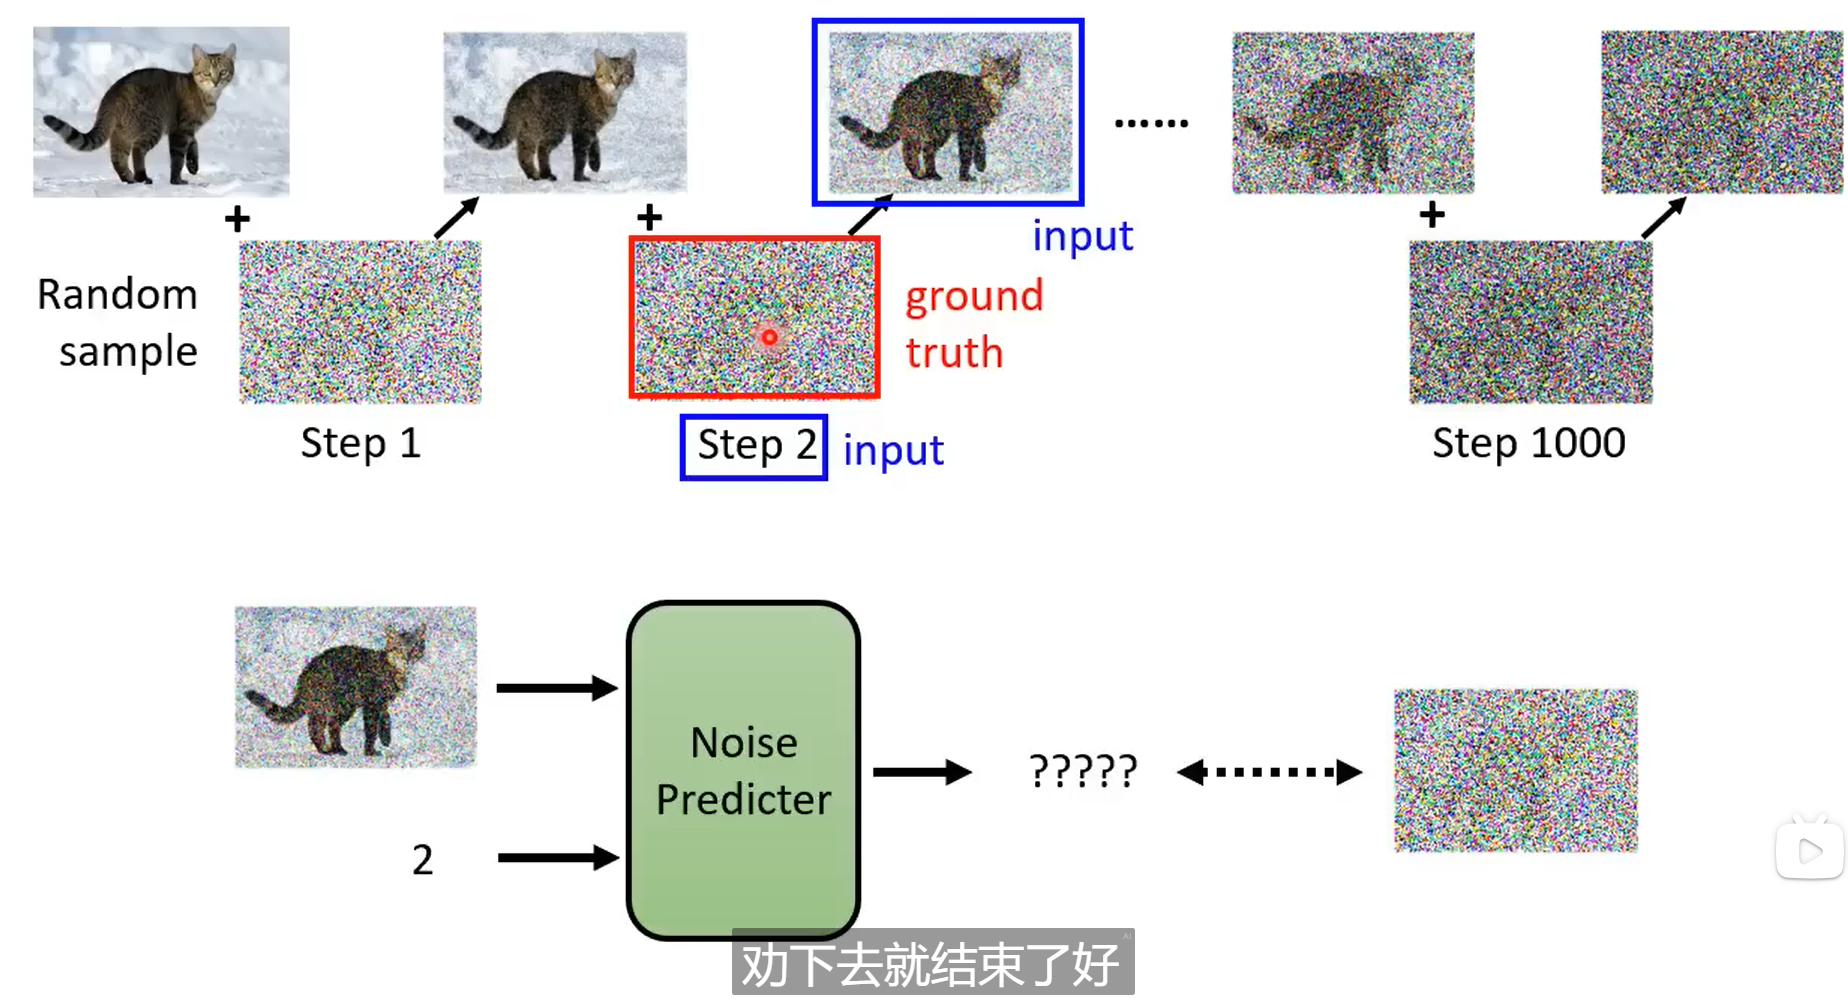 +
+
......
+
input
Random
sample
ground
truth
Step 1
Step 2
input
Step 1000
Noise
Predicter
?????
2
劝下去就结束了好
AI